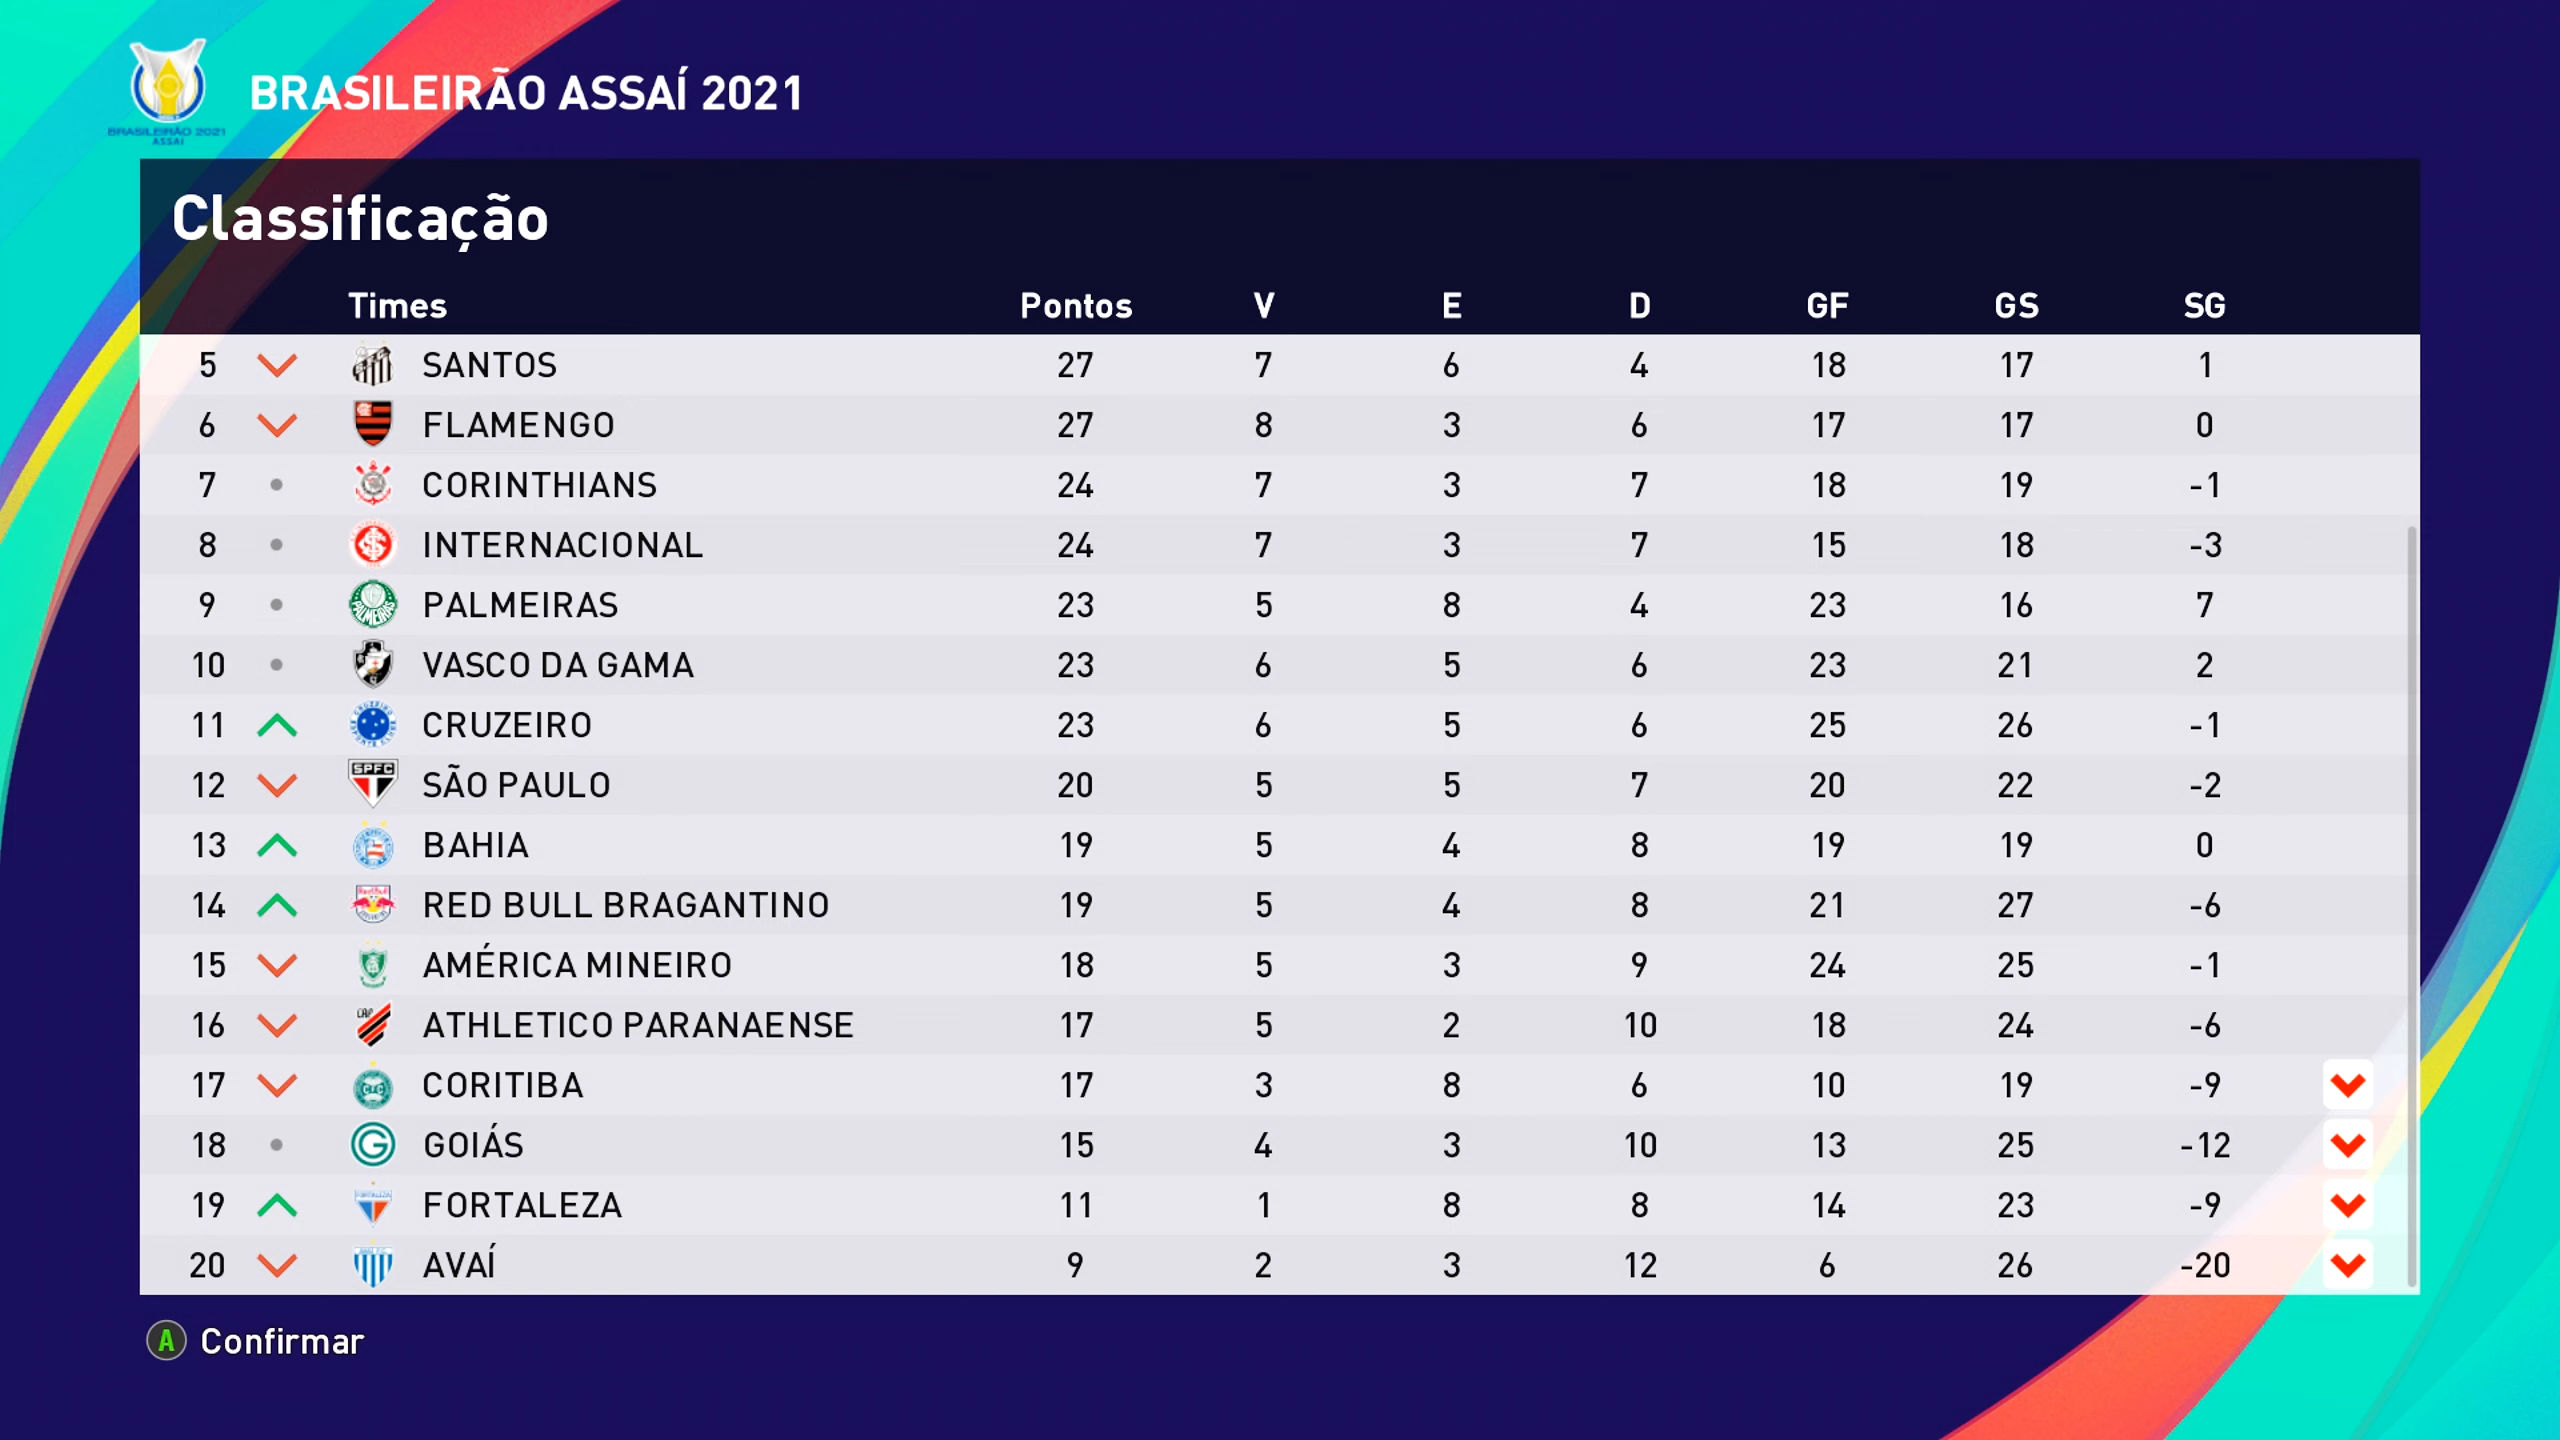 BRASILEIRÃO 2021
ASSAÍ
BRASILEIRÃO ASSAÍ 2021
Classificação
Times Pontos V E D GF GS SG
5 SANTOS 27 7 6 4 18 17 1
6 FLAMENGO 27 8 3 6 17 17 0
7 CORINTHIANS 24 7 3 7 18 19 -1
8 INTERNACIONAL 24 7 3 7 15 18 -3
9 PALMEIRAS 23 5 8 4 23 16 7
10 VASCO DA GAMA 23 6 5 6 23 21 2
11 CRUZEIRO 23 6 5 6 25 26 -1
12 SPFC SÃO PAULO 20 5 5 7 20 22 -2
13 BAHIA 19 5 4 8 19 19 0
14 RED BULL BRAGANTINO 19 5 4 8 21 27 -6
15 AMÉRICA MINEIRO 18 5 3 9 24 25 -1
16 CAP ATHLETICO PARANAENSE 17 5 2 10 18 24 -6
17 CORITIBA 17 3 8 6 10 19 -9
18 G GOIÁS 15 4 3 10 13 25 -12
19 FORTALEZA 11 1 8 8 14 23 -9
20 AVAÍ 9 2 3 12 6 26 -20
A Confirmar